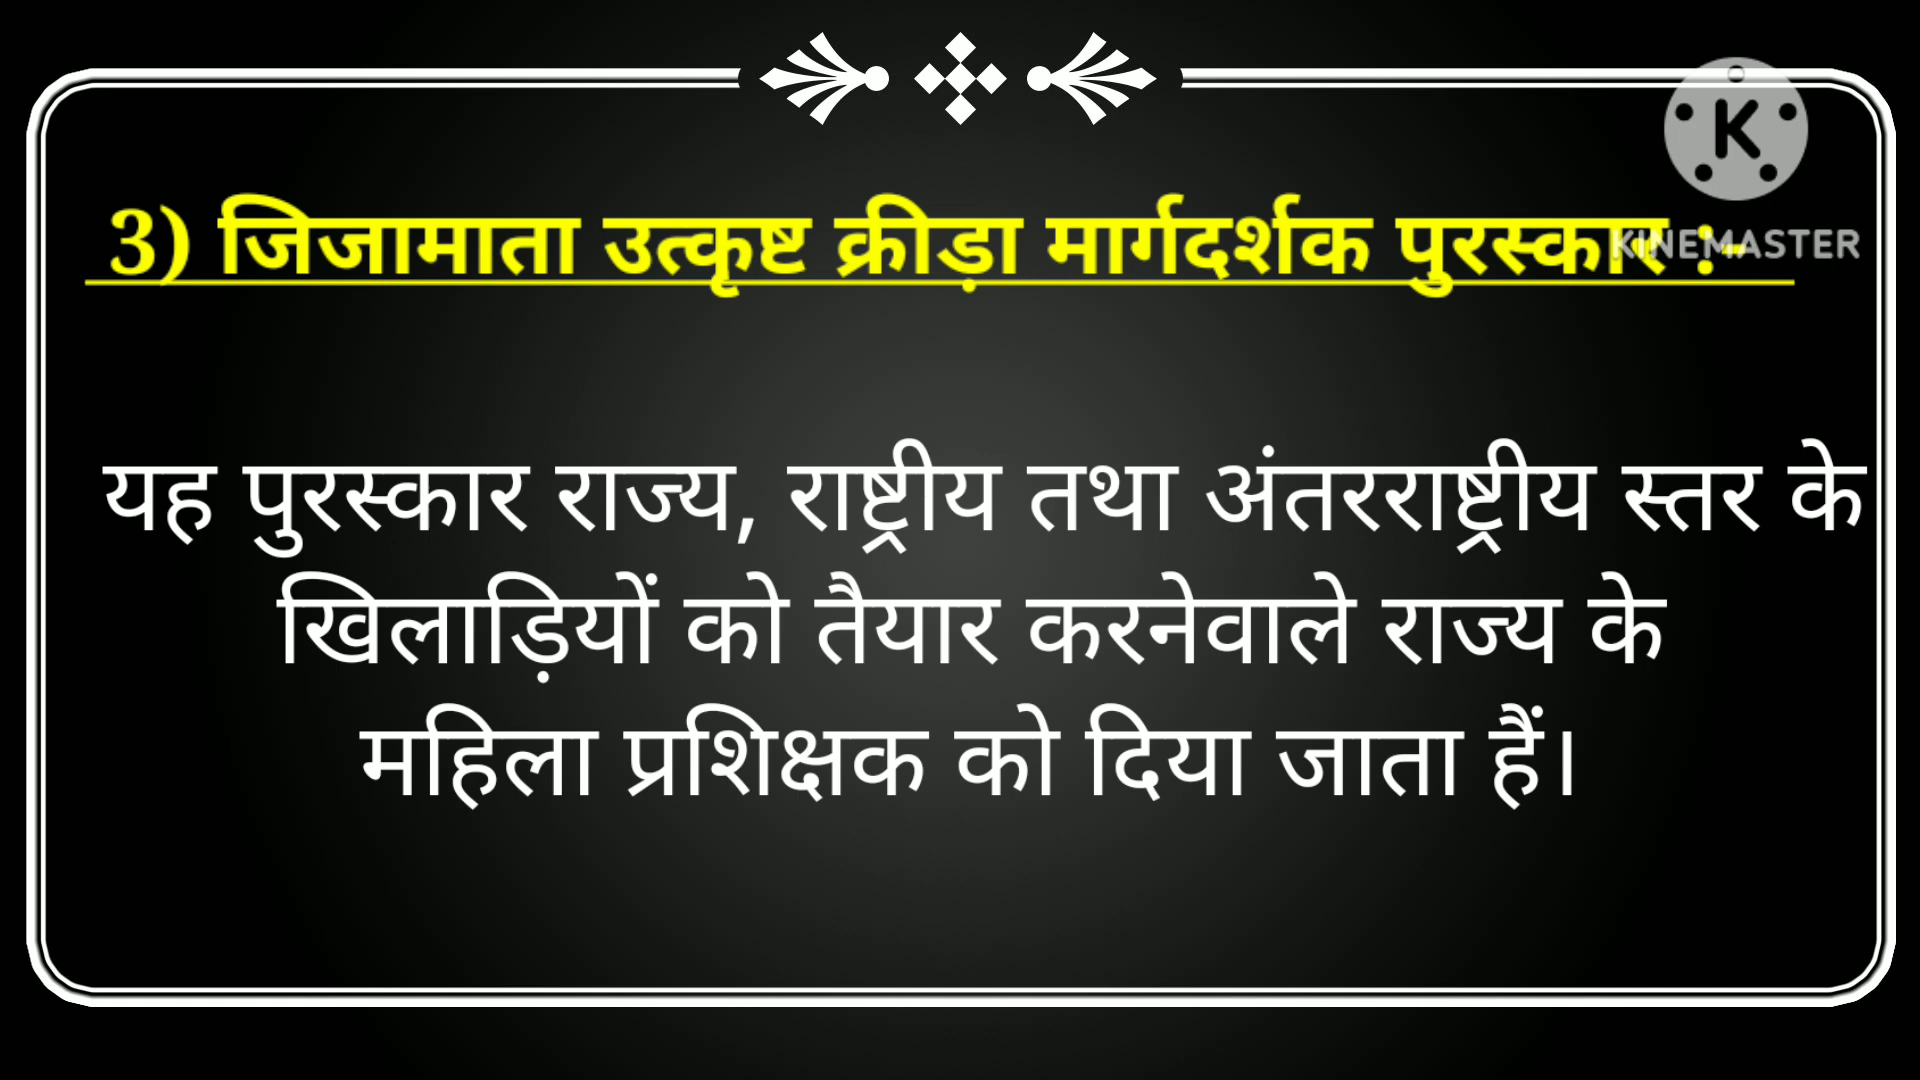 3) जिजामाता उत्कृष्ट क्रीड़ा मार्गदर्शक पुरस्कार :-
K
KINEMASTER
यह पुरस्कार राज्य, राष्ट्रीय तथा अंतरराष्ट्रीय स्तर के
खिलाड़ियों को तैयार करनेवाले राज्य के
महिला प्रशिक्षक को दिया जाता हैं।